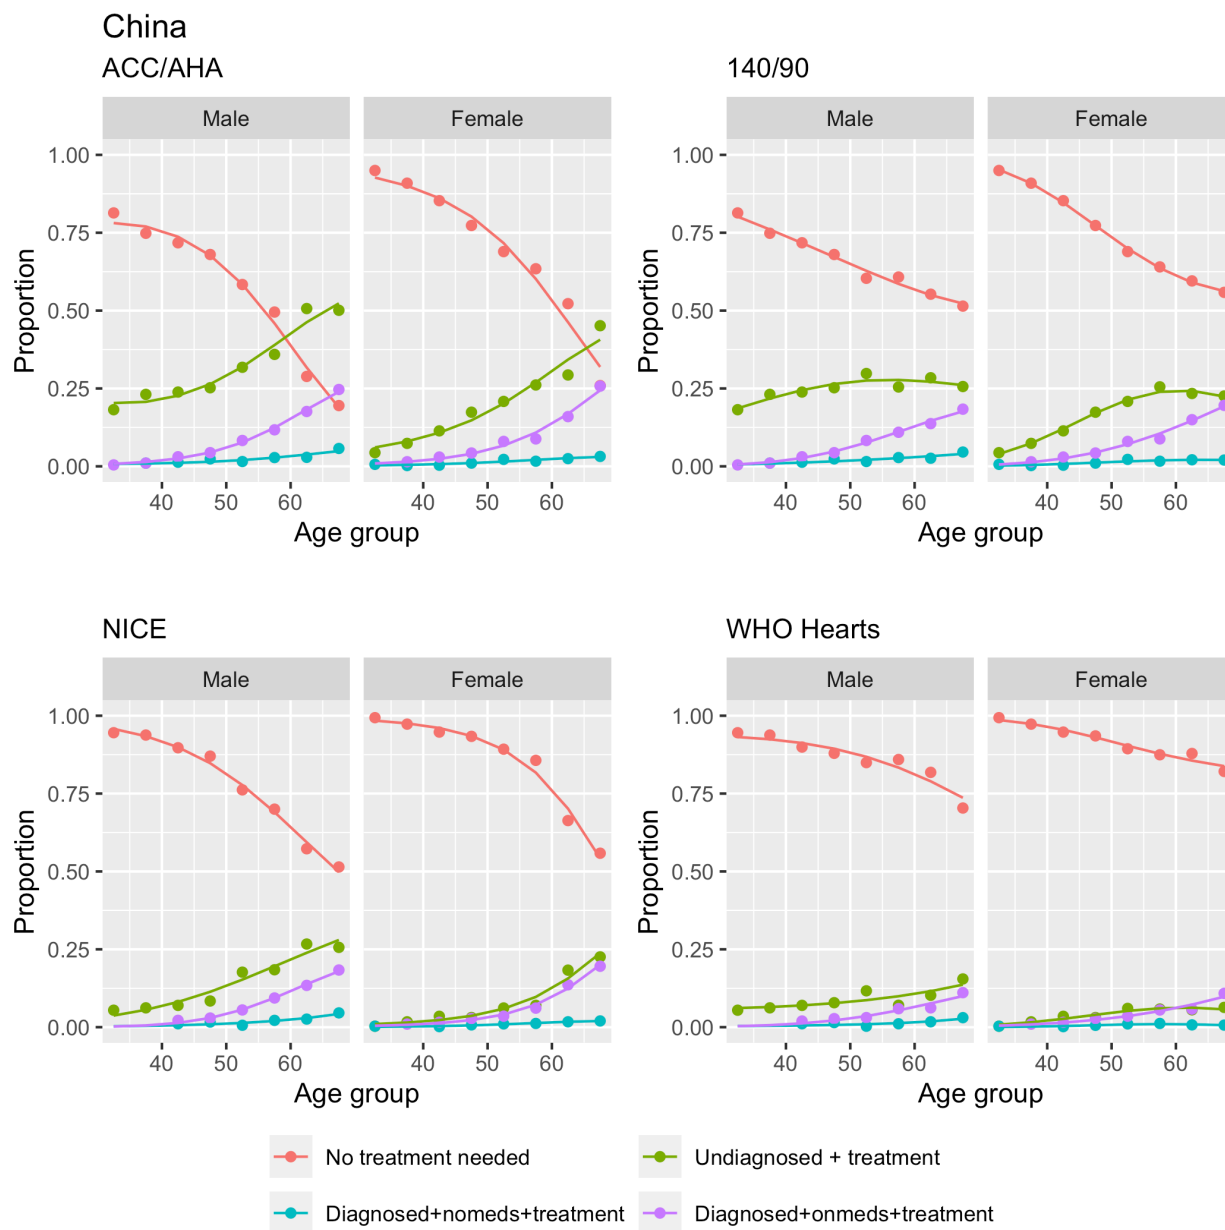 China
ACC/AHA
140/90
Male
Female
Male
Female
1.00
0.75
0.50
0.25
0.00
1.00
0.75
0.50
0.25
0.00
Proportion
Proportion
40 50 60
40 50 60
40 50 60
40 50 60
Age group
Age group
NICE
WHO Hearts
Male
Female
Male
Female
1.00
0.75
0.50
0.25
0.00
1.00
0.75
0.50
0.25
0.00
Proportion
Proportion
40 50 60
40 50 60
40 50 60
40 50 60
Age group
Age group
No treatment needed
Undiagnosed + treatment
Diagnosed+nomeds+treatment
Diagnosed+onmeds+treatment